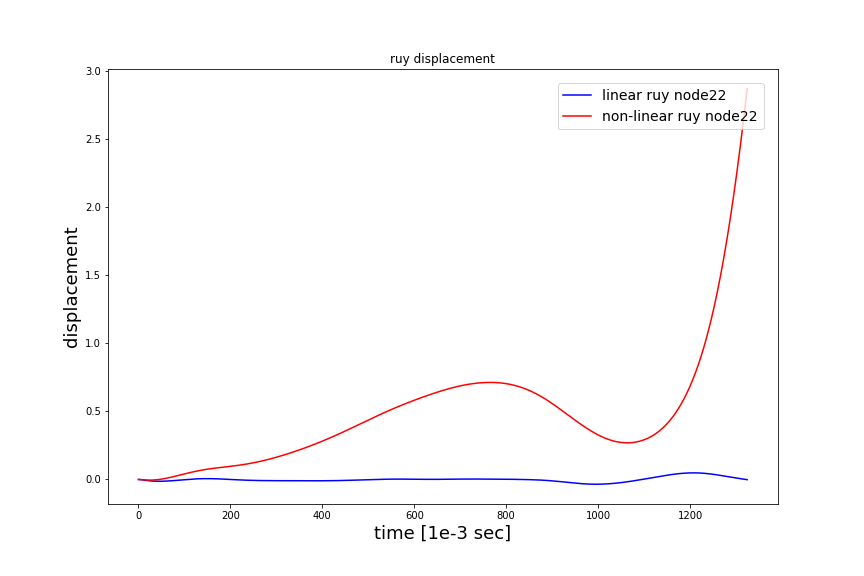 ruy displacement
3.0
2.5
2.0
1.5
1.0
0.5
0.0
displacement
linear ruy node22
non-linear ruy node22
0 200 400 600 800 1000 1200
time [1e-3 sec]